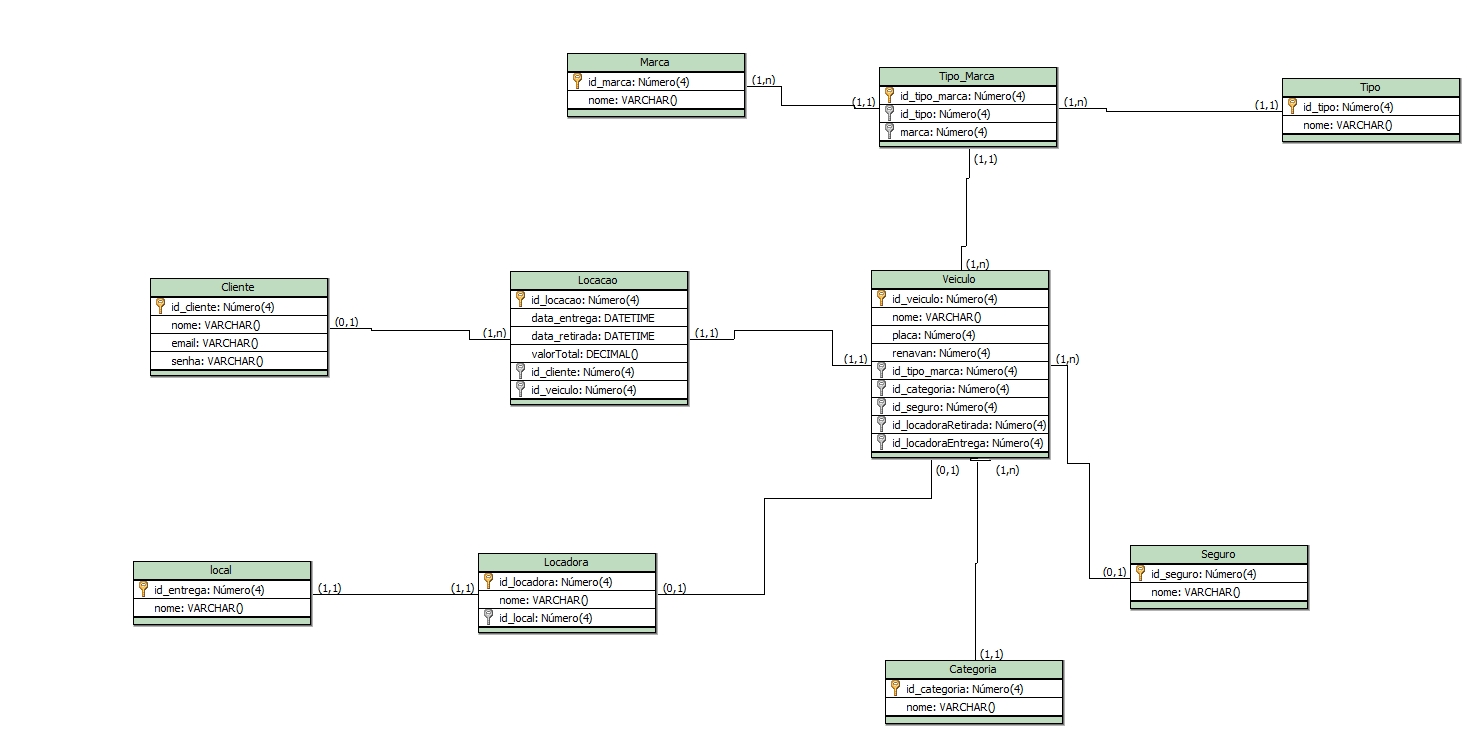 Marca
id_marca: Número(4)
nome: VARCHAR()
(1,n)
(1,1)
Tipo_Marca
id_tipo_marca: Número(4)
id_tipo: Número(4)
marca: Número(4)
(1,n)
(1,1)
Tipo
id_tipo: Número(4)
nome: VARCHAR()
(1,1)
(1,n)
Cliente
id_cliente: Número(4)
nome: VARCHAR()
email: VARCHAR()
senha: VARCHAR()
(0,1)
(1,n)
Locacao
id_locacao: Número(4)
data_entrega: DATETIME
data_retirada: DATETIME
valorTotal: DECIMAL()
id_cliente: Número(4)
id_veiculo: Número(4)
(1,1)
(1,1)
Veiculo
id_veiculo: Número(4)
nome: VARCHAR()
placa: Número(4)
renavan: Número(4)
id_tipo_marca: Número(4)
id_categoria: Número(4)
id_seguro: Número(4)
id_locadoraRetirada: Número(4)
id_locadoraEntrega: Número(4)
(1,n)
(0,1)
(1,n)
local
id_entrega: Número(4)
nome: VARCHAR()
(1,1)
(1,1)
Locadora
id_locadora: Número(4)
nome: VARCHAR()
id_local: Número(4)
(0,1)
(0,1)
Seguro
id_seguro: Número(4)
nome: VARCHAR()
(1,1)
Categoria
id_categoria: Número(4)
nome: VARCHAR()